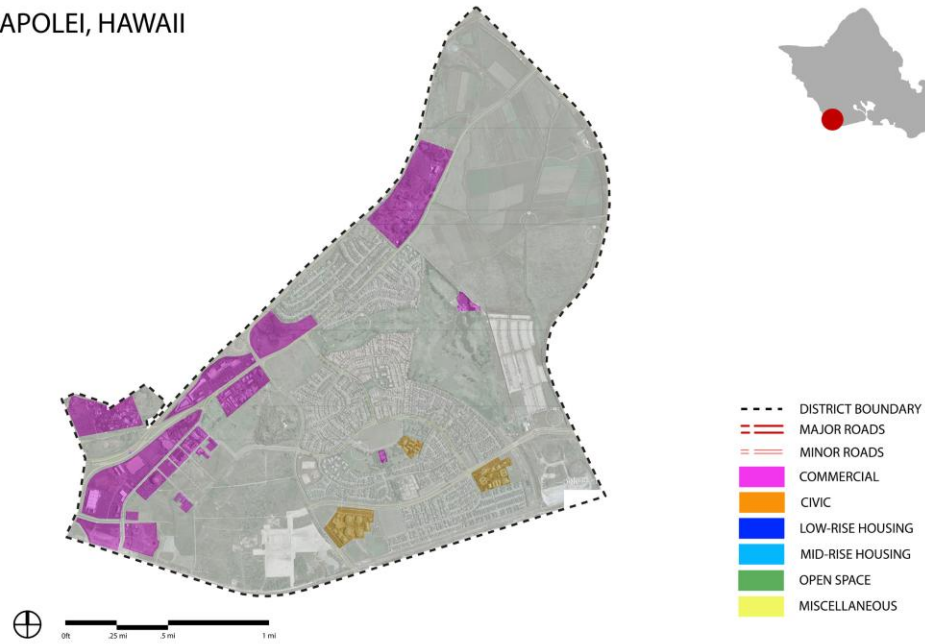 APOLEI, HAWAII
DISTRICT BOUNDARY
MAJOR ROADS
MINOR ROADS
COMMERCIAL
CIVIC
LOW-RISE HOUSING
MID-RISE HOUSING
OPEN SPACE
MISCELLANEOUS
0ft .25 mi .5 mi 1 mi